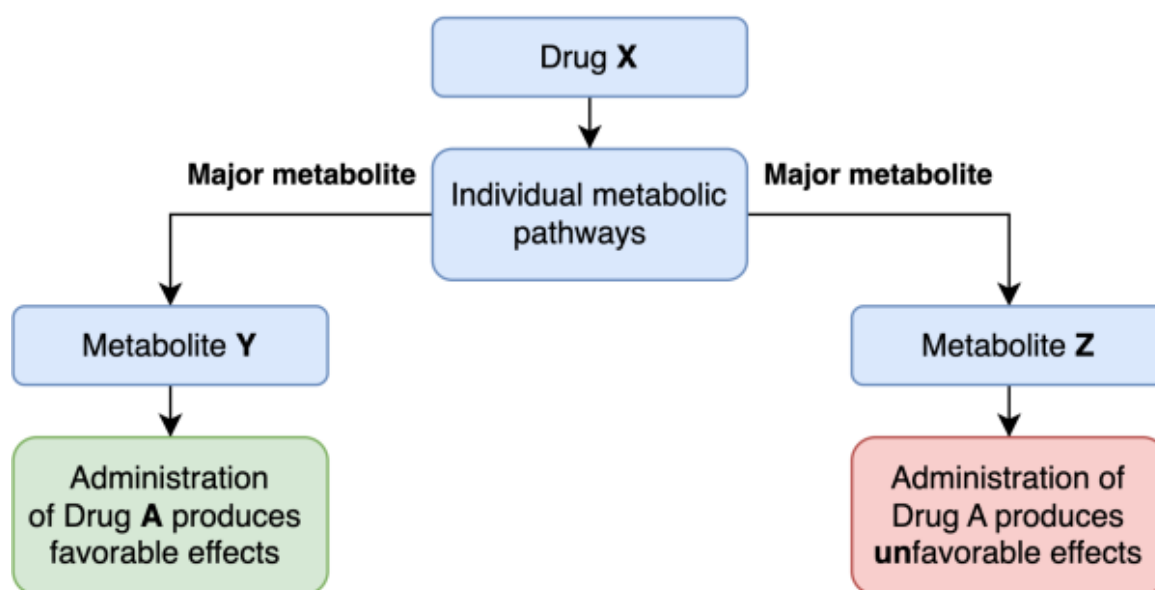 Drug X
Major metabolite
Individual metabolic
pathways
Major metabolite
Metabolite Y
Metabolite Z
Administration
of Drug A produces
favorable effects
Administration of
Drug A produces
unfavorable effects